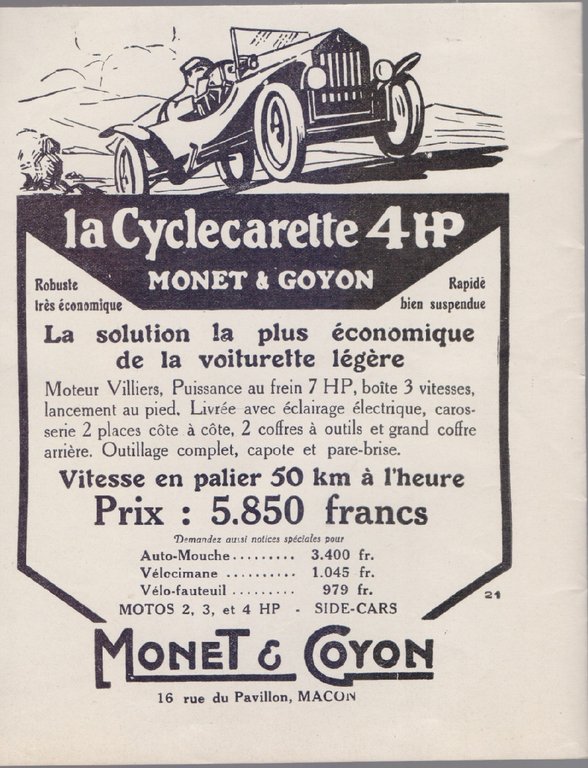 la Cyclecarette 4 HP
MONET & GOYON
Robuste
très économique
Rapide
bien suspendue
La solution la plus économique
de la voiturette légère
Moteur Villiers, Puissance au frein 7 HP, boîte 3 vitesses,
lancement au pied. Livrée avec éclairage électrique, caros-
serie 2 places côte à côte, 2 coffres à outils et grand coffre
arrière. Outillage complet, capote et pare-brise.
Vitesse en palier 50 km à l'heure
Prix : 5.850 francs
Demandez aussi notices spéciales pour
Auto-Mouche......... 3.400 fr.
Vélocimane .......... 1.045 fr.
Vélo-fauteuil ......... 979 fr.
MOTOS 2, 3, et 4 HP - SIDE-CARS
21
MONET & GOYON
16 rue du Pavillon, MACON